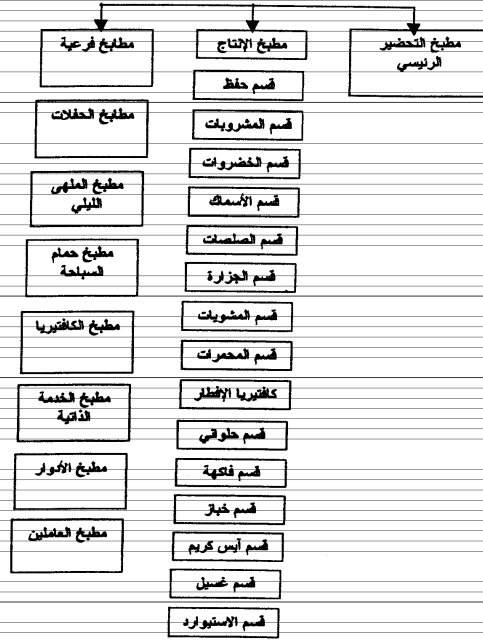 مطبخ التحضير
الرئيسي
مطبخ الإنتاج
قسم حفظ
قسم المشروبات
قسم الخضروات
قسم الأسماك
قسم الصلصات
قسم الجزارة
قسم المشويات
قسم المحمرات
كافتيريا الإفطار
قسم حلواني
قسم فاكهة
قسم خباز
قسم آيس كريم
قسم غسيل
قسم الاستيوارد
مطابخ فرعية
مطابخ الحفلات
مطبخ الملهى
الليلي
مطبخ حمام
السباحة
مطبخ الكافتيريا
مطبخ الخدمة
الذاتية
مطبخ الأدوار
مطبخ العاملين